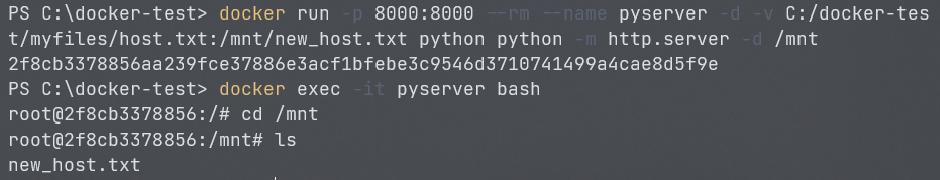 PS C:\docker-test> docker run -p 8000:8000 --rm --name pyserver -d -v C:/docker-tes
t/myfiles/host.txt:/mnt/new_host.txt python python -m http.server -d /mnt
2f8cb3378856aa239fce37886e3acf1bfebe3c9546d3710741499a4cae8d5f9e
PS C:\docker-test> docker exec -it pyserver bash
root@2f8cb3378856:/# cd /mnt
root@2f8cb3378856:/mnt# ls
new_host.txt